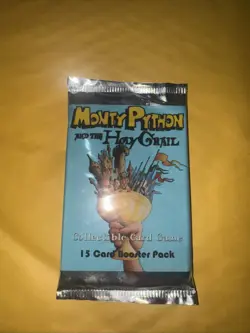 MONTY PYTHON
AND THE HOLY GRAIL
Collectible Card Game
15 Card Booster Pack